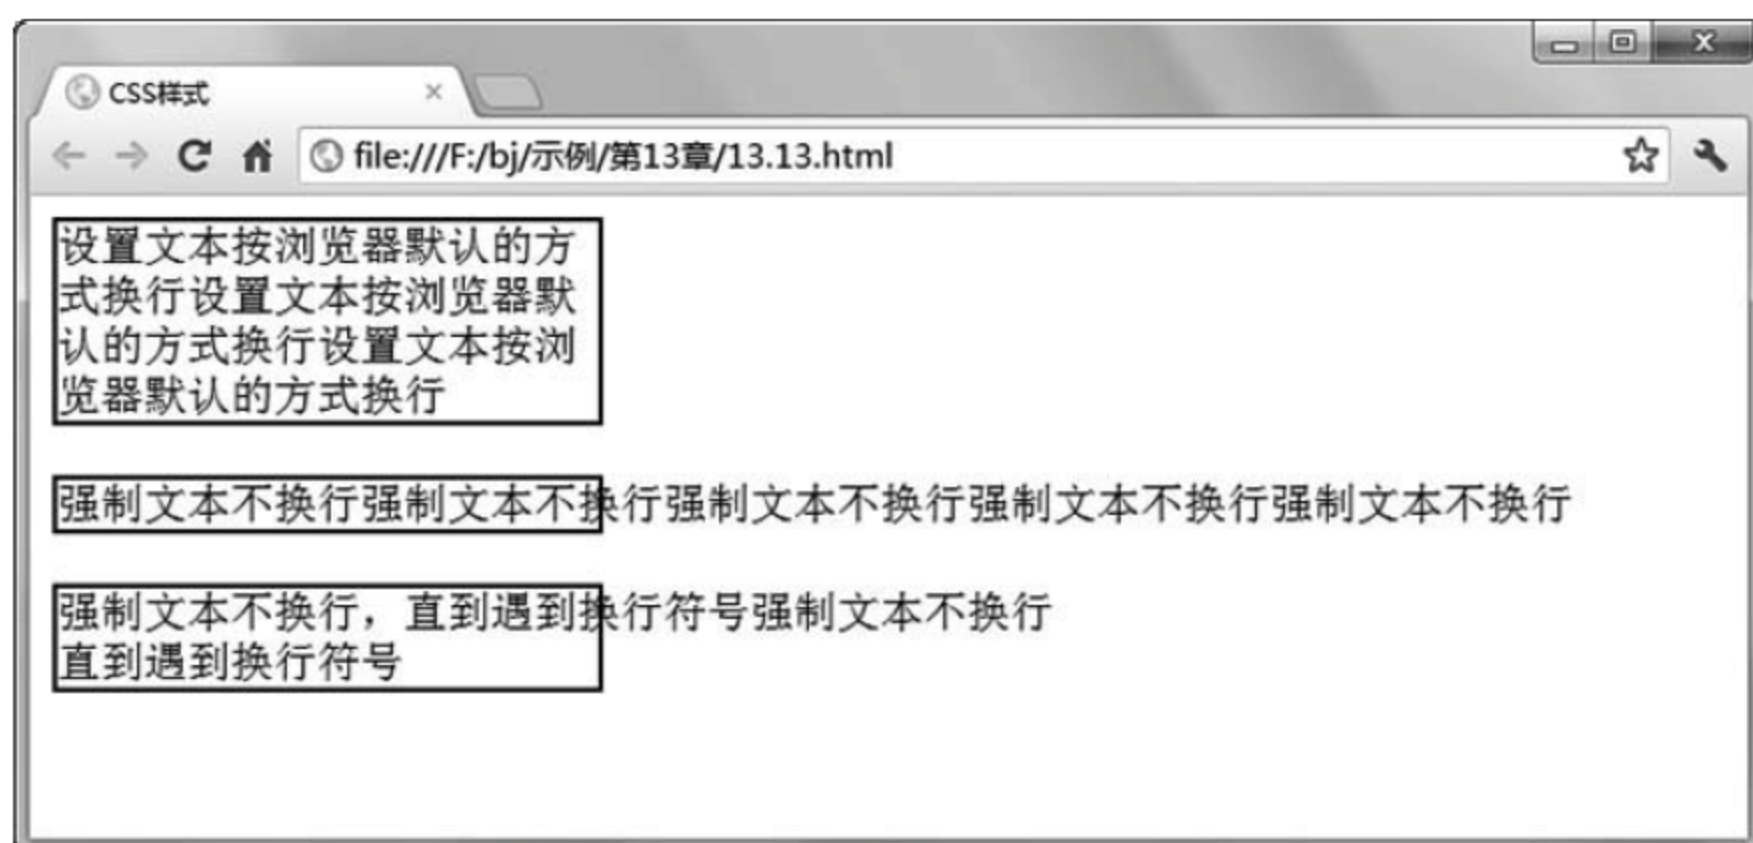 CSS样式
file:///F:/bj/示例/第13章/13.13.html
设置文本按浏览器默认的方
式换行设置文本按浏览器默
认的方式换行设置文本按浏
览器默认的方式换行
强制文本不换行强制文本不换行强制文本不换行强制文本不换行强制文本不换行
强制文本不换行，直到遇到换行符号强制文本不换行
直到遇到换行符号